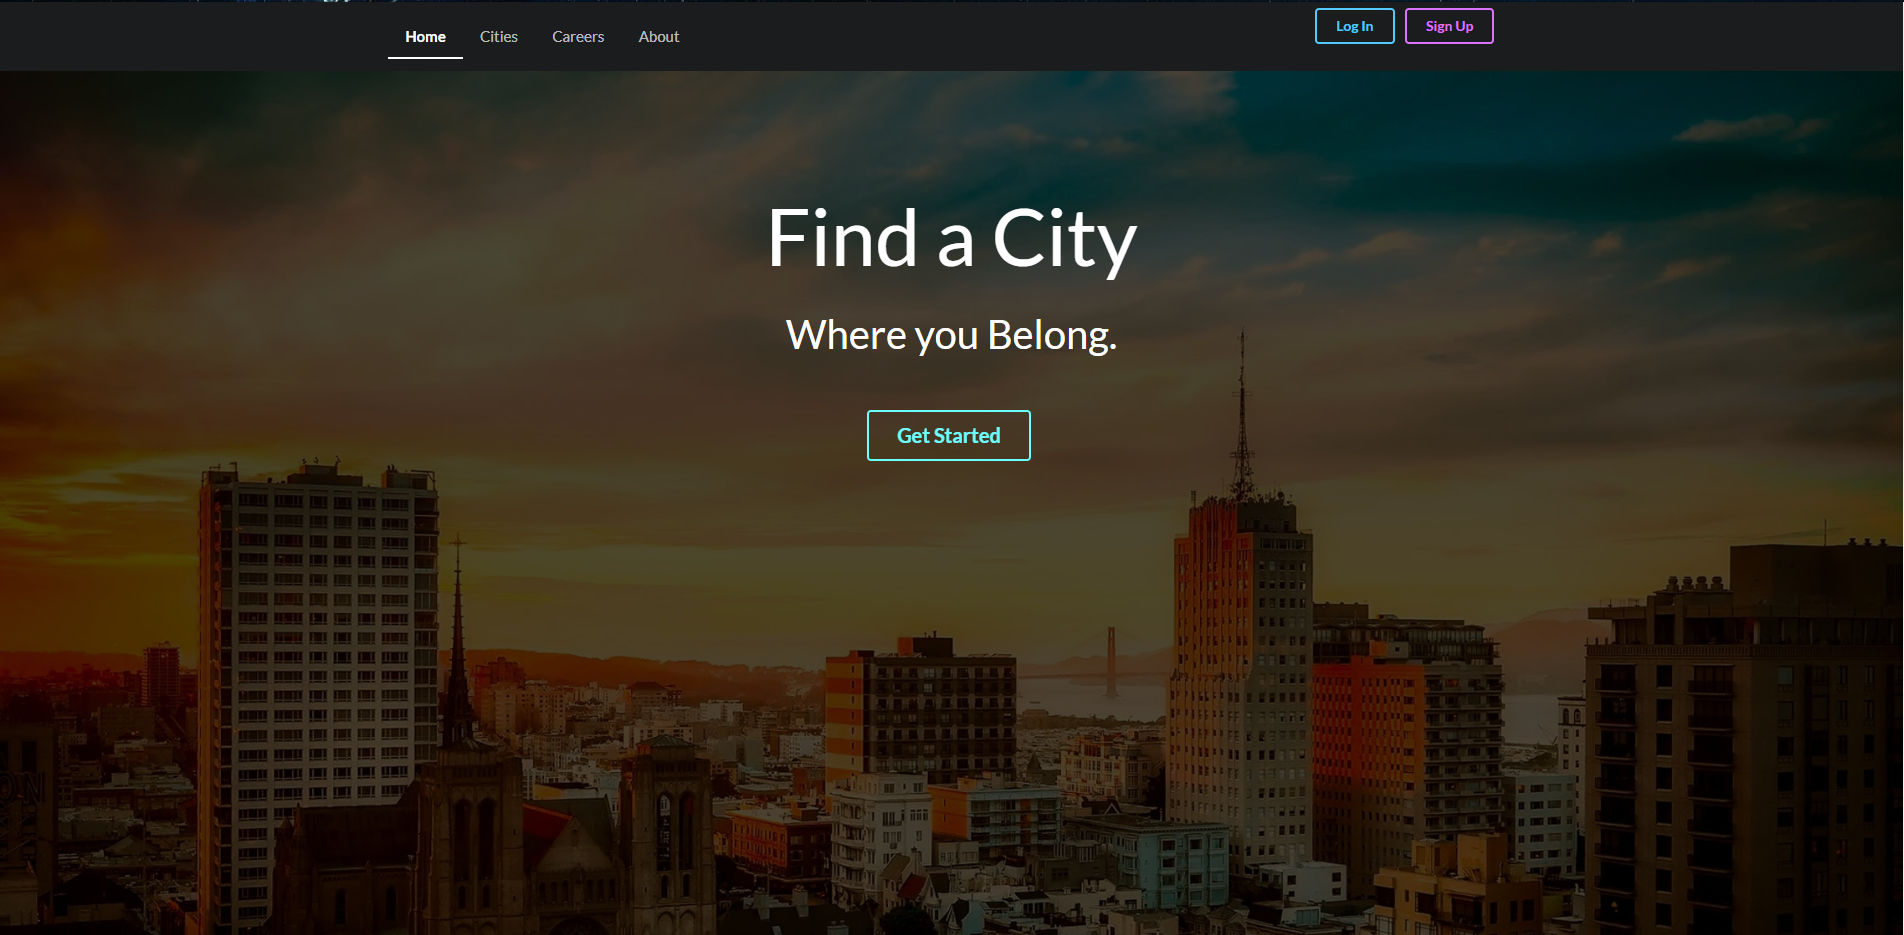 Home Cities Careers About Log In Sign Up
Find a City
Where you Belong.
Get Started